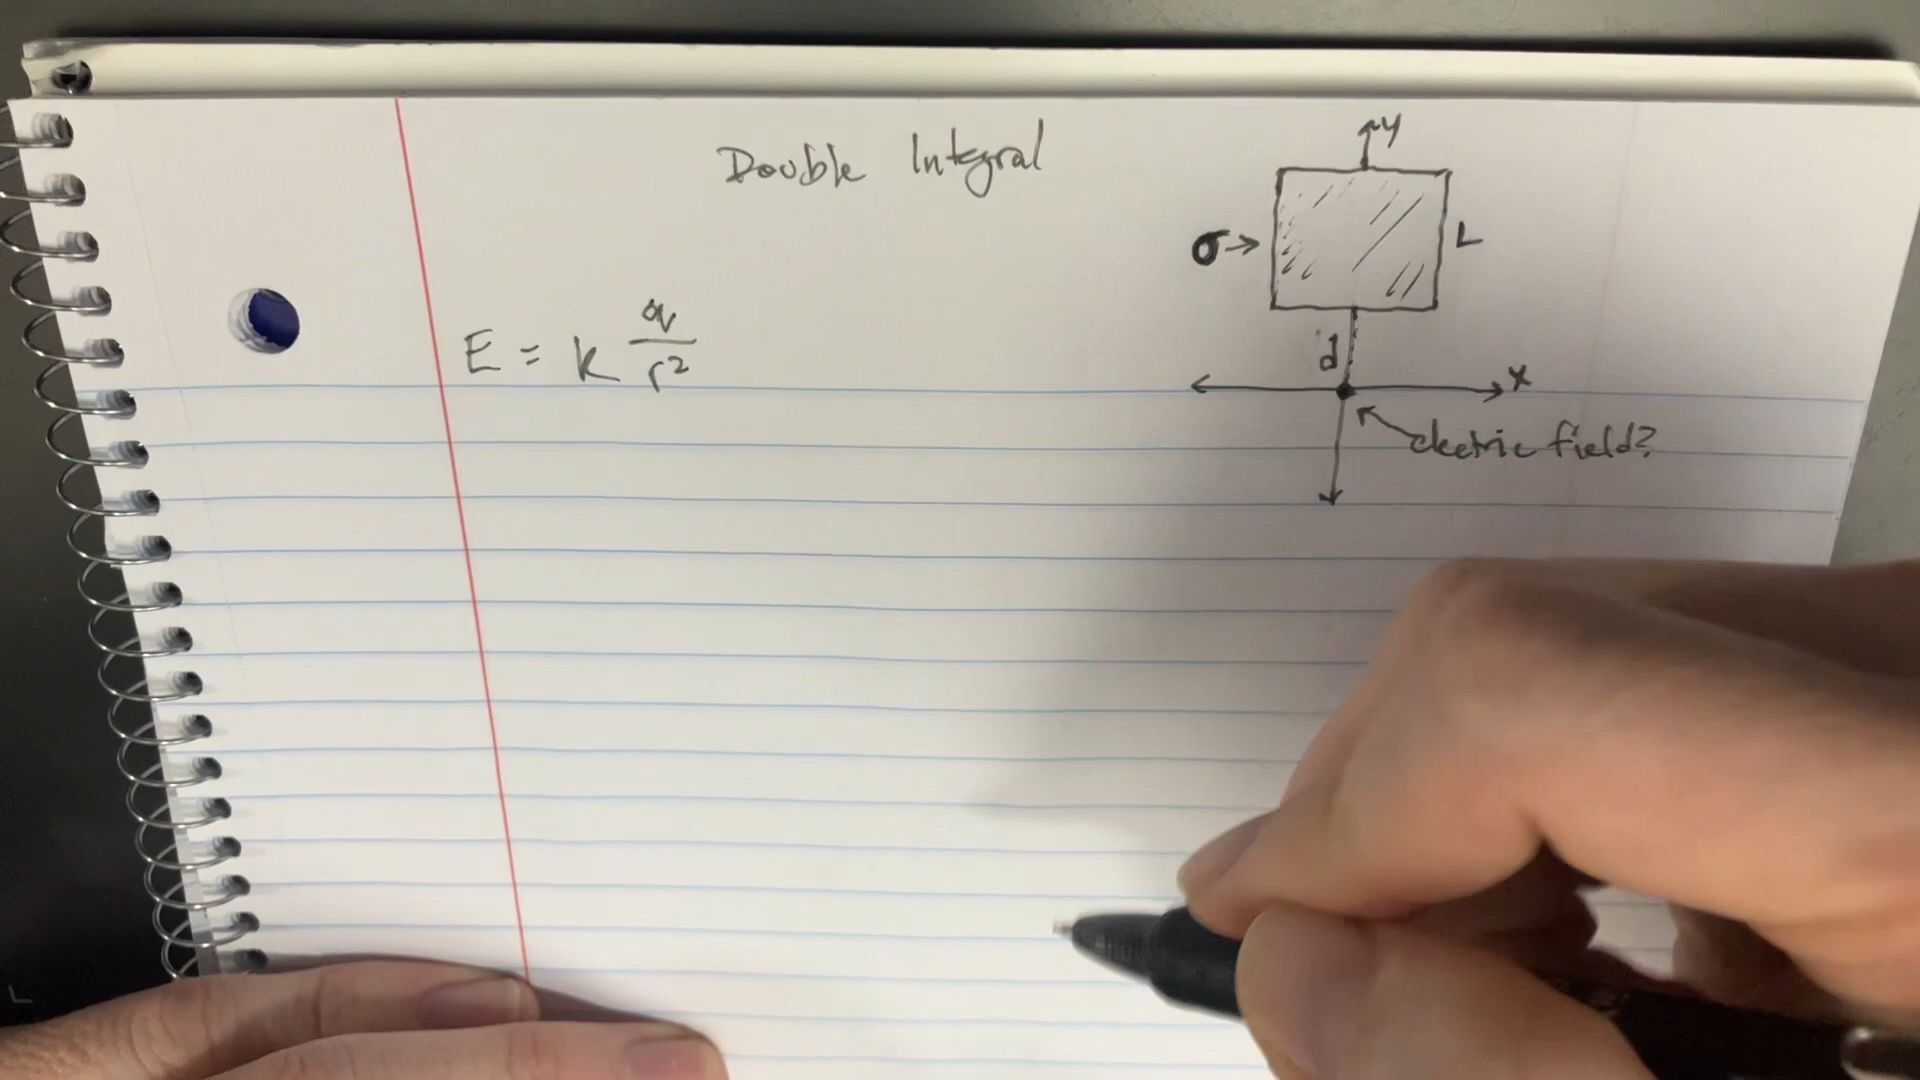 Double Integral
y
σ→
L
E = k q/r²
d
x
electric field?